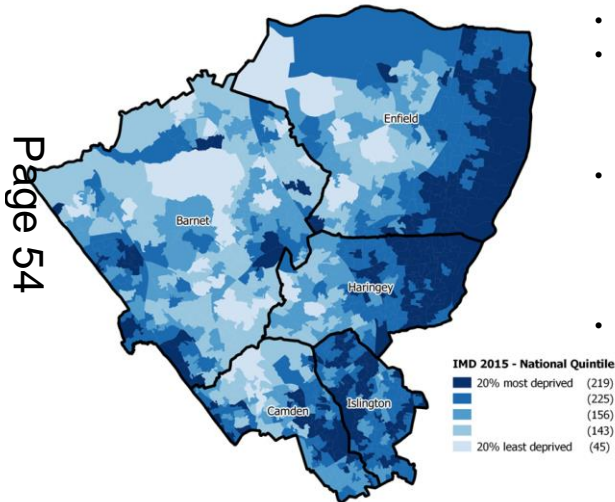 Page 54
Enfield
Barnet
Haringey
Camden
Islington
IMD 2015 - National Quintile
20% most deprived (219)
(225)
(156)
(143)
20% least deprived (45)